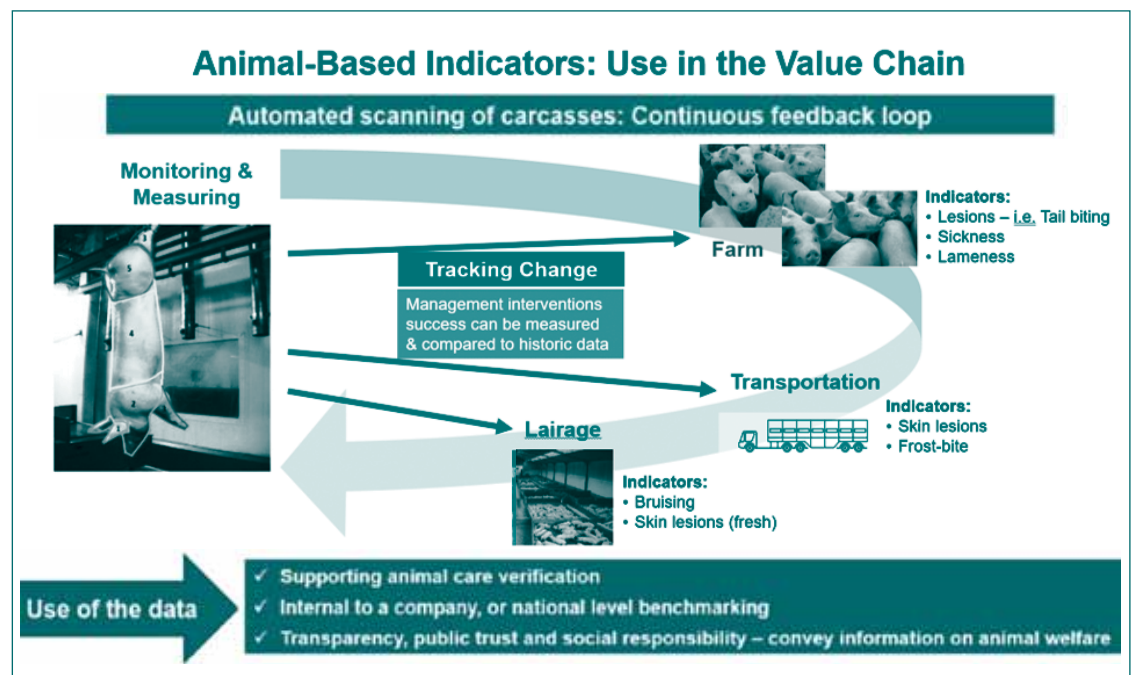 Animal-Based Indicators: Use in the Value Chain
Automated scanning of carcasses: Continuous feedback loop
Monitoring &
Measuring
5
4
2
Farm
Indicators:
• Lesions – i.e. Tail biting
• Sickness
• Lameness
Tracking Change
Management interventions
success can be measured
& compared to historic data
Transportation
Indicators:
• Skin lesions
• Frost-bite
Lairage
Indicators:
• Bruising
• Skin lesions (fresh)
Use of the data
✓ Supporting animal care verification
✓ Internal to a company, or national level benchmarking
✓ Transparency, public trust and social responsibility – convey information on animal welfare